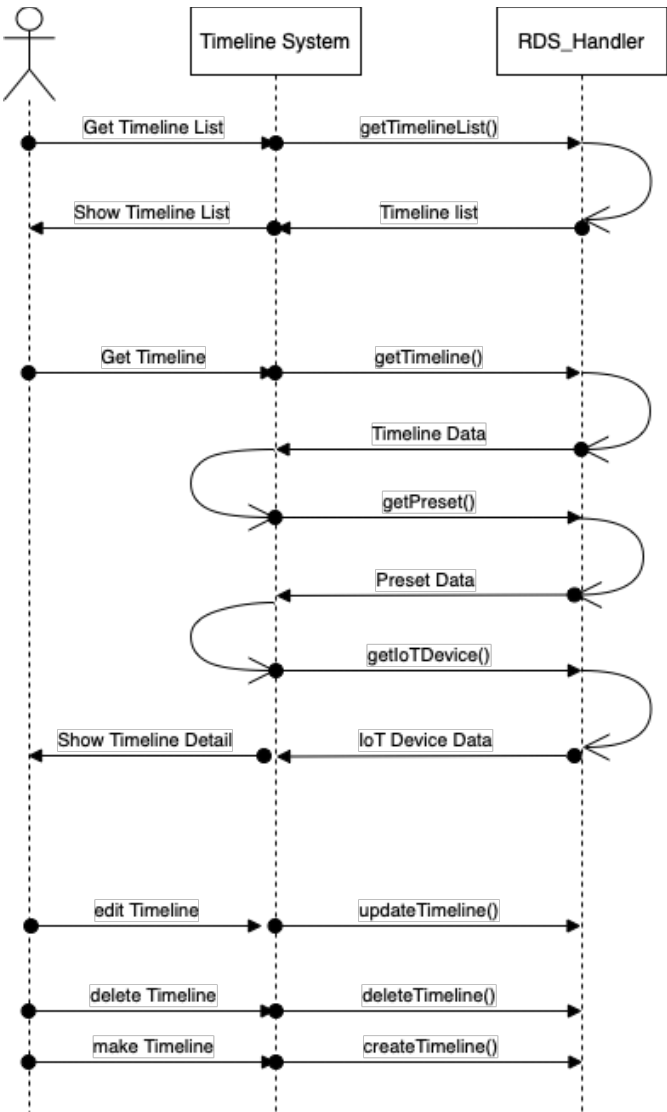 Timeline System
RDS_Handler
Get Timeline List
getTimelineList()
Show Timeline List
Timeline list
Get Timeline
getTimeline()
Timeline Data
getPreset()
Preset Data
getIoTDevice()
Show Timeline Detail
IoT Device Data
edit Timeline
updateTimeline()
delete Timeline
deleteTimeline()
make Timeline
createTimeline()